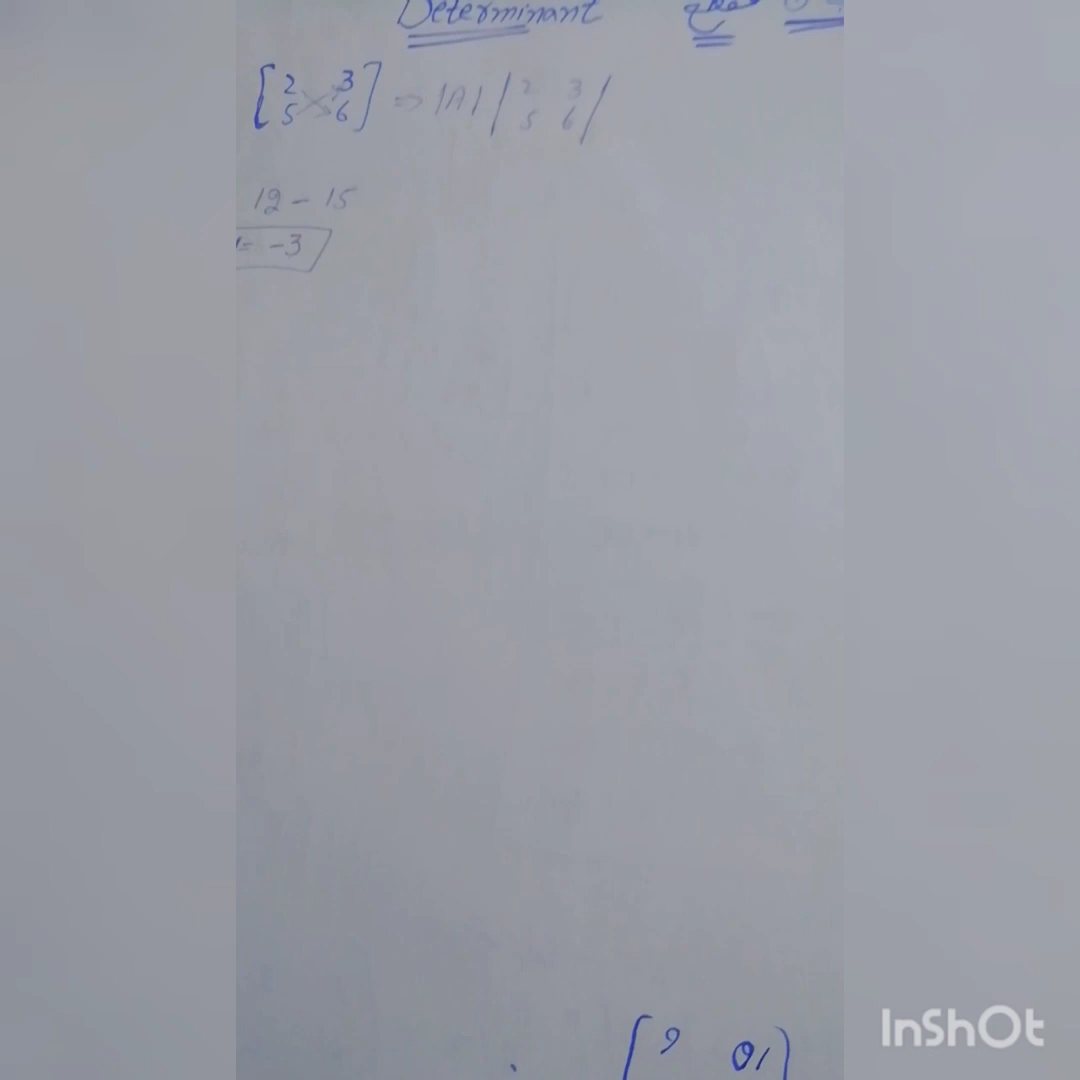 Determinant
[2 3
5 6] ⇒ |A| |2 3
5 6|
12 - 15
= -3
InShOt